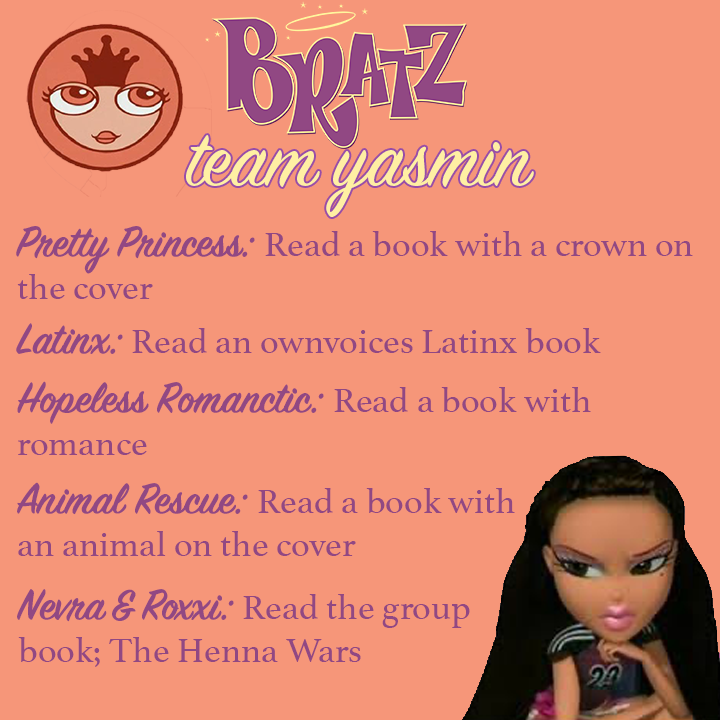 BRATZ
team yasmin
Pretty Princess: Read a book with a crown on
the cover
Latinx: Read an ownvoices Latinx book
Hopeless Romanctic: Read a book with
romance
Animal Rescue: Read a book with
an animal on the cover
Nevra & Roxxi: Read the group
book; The Henna Wars